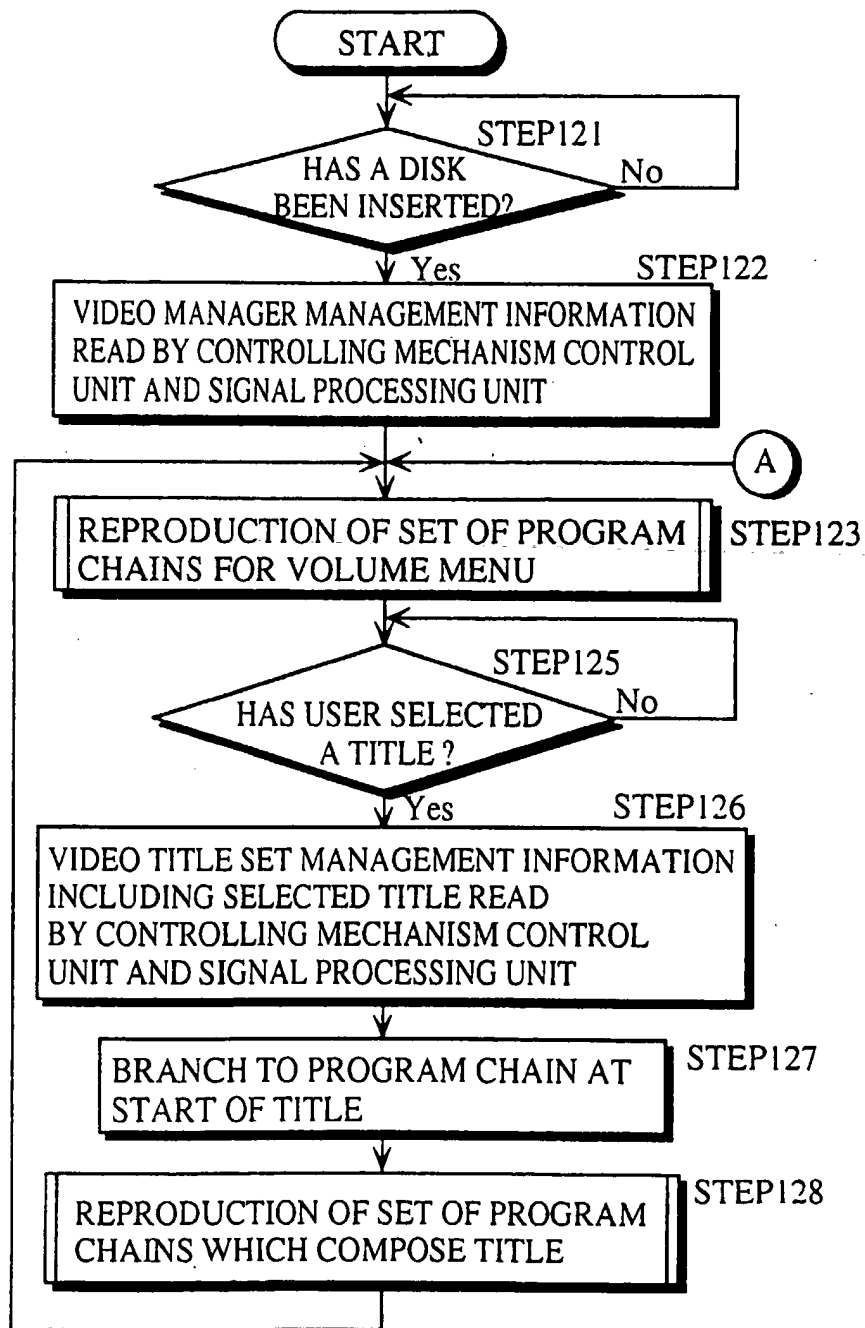 START
STEP121
HAS A DISK
BEEN INSERTED?
No
Yes
STEP122
VIDEO MANAGER MANAGEMENT INFORMATION
READ BY CONTROLLING MECHANISM CONTROL
UNIT AND SIGNAL PROCESSING UNIT
A
REPRODUCTION OF SET OF PROGRAM
CHAINS FOR VOLUME MENU
STEP123
STEP125
HAS USER SELECTED
A TITLE ?
No
Yes
STEP126
VIDEO TITLE SET MANAGEMENT INFORMATION
INCLUDING SELECTED TITLE READ
BY CONTROLLING MECHANISM CONTROL
UNIT AND SIGNAL PROCESSING UNIT
BRANCH TO PROGRAM CHAIN AT
START OF TITLE
STEP127
REPRODUCTION OF SET OF PROGRAM
CHAINS WHICH COMPOSE TITLE
STEP128